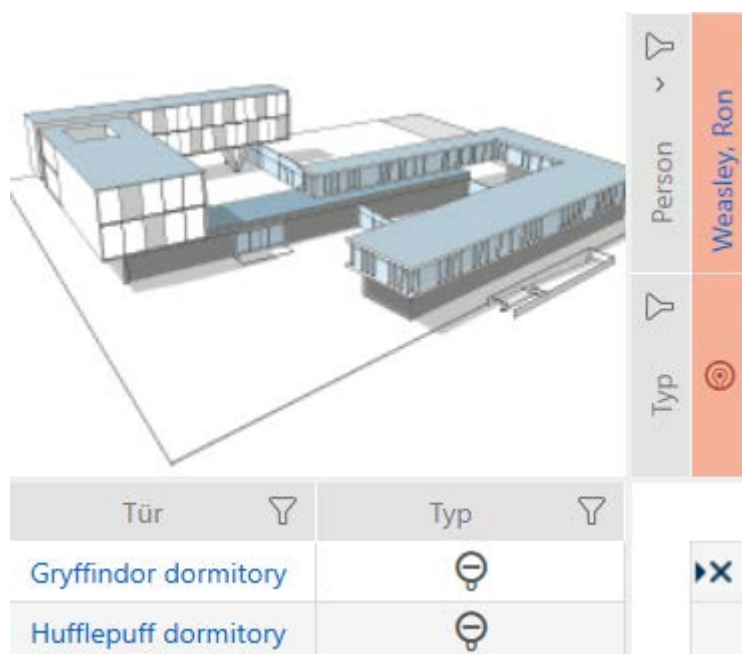 Person
Weasley, Ron
Typ
Tür
Typ
Gryffindor dormitory
Hufflepuff dormitory